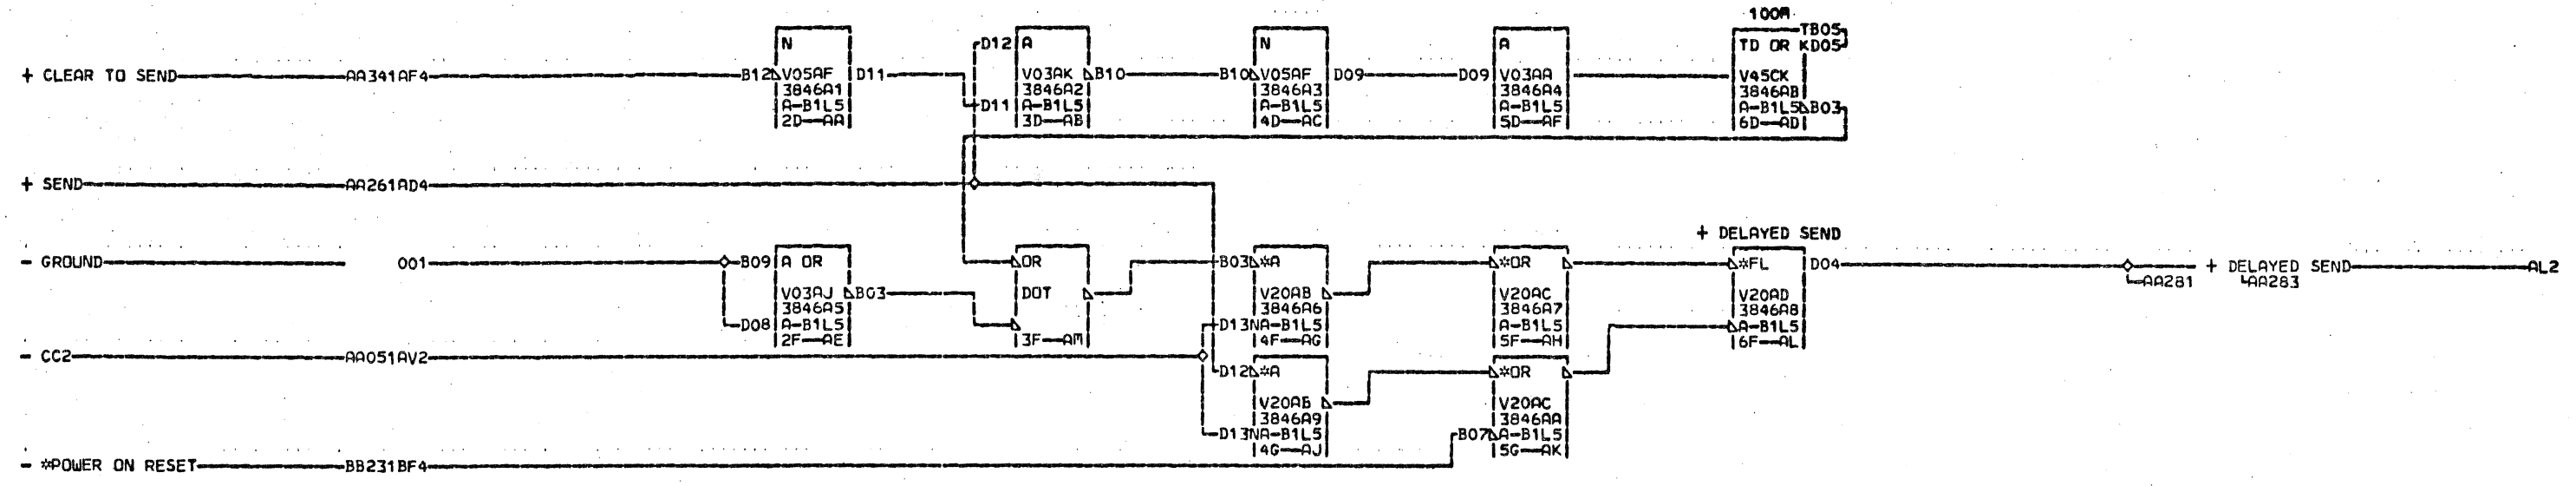 100M
N D12 A N A TD OR TB05
KD05
+ CLEAR TO SEND AA341AF4 B12 V05AF D11 V03AK B10 B10 V05AF D09 D09 V03AA V45CK
3846A1 3846A2 3846A3 3846A4 3846AB
A-B1L5 D11 A-B1L5 A-B1L5 A-B1L5 A-B1L5 B03
2D—AA 3D—AB 4D—AC 5D—AF 6D—AD
+ SEND AA261AD4
+ DELAYED SEND
- GROUND 001 B09 A OR OR B03 *A *OR *FL D04 + DELAYED SEND AL2
AA281 AA283
V03AJ B03 DOT V20AB V20AC V20AD
3846A5 3846A6 3846A7 3846A8
D08 A-B1L5 D13 NA-B1L5 A-B1L5 A-B1L5
2F—AE 3F—AM 4F—AG 5F—AH 6F—AL
- CC2 AA051AV2
D12 *A *OR
V20AB V20AC
3846A9 3846AA
D13 NA-B1L5 B07 A-B1L5
4G—AJ 5G—AK
- *POWER ON RESET BB231BF4